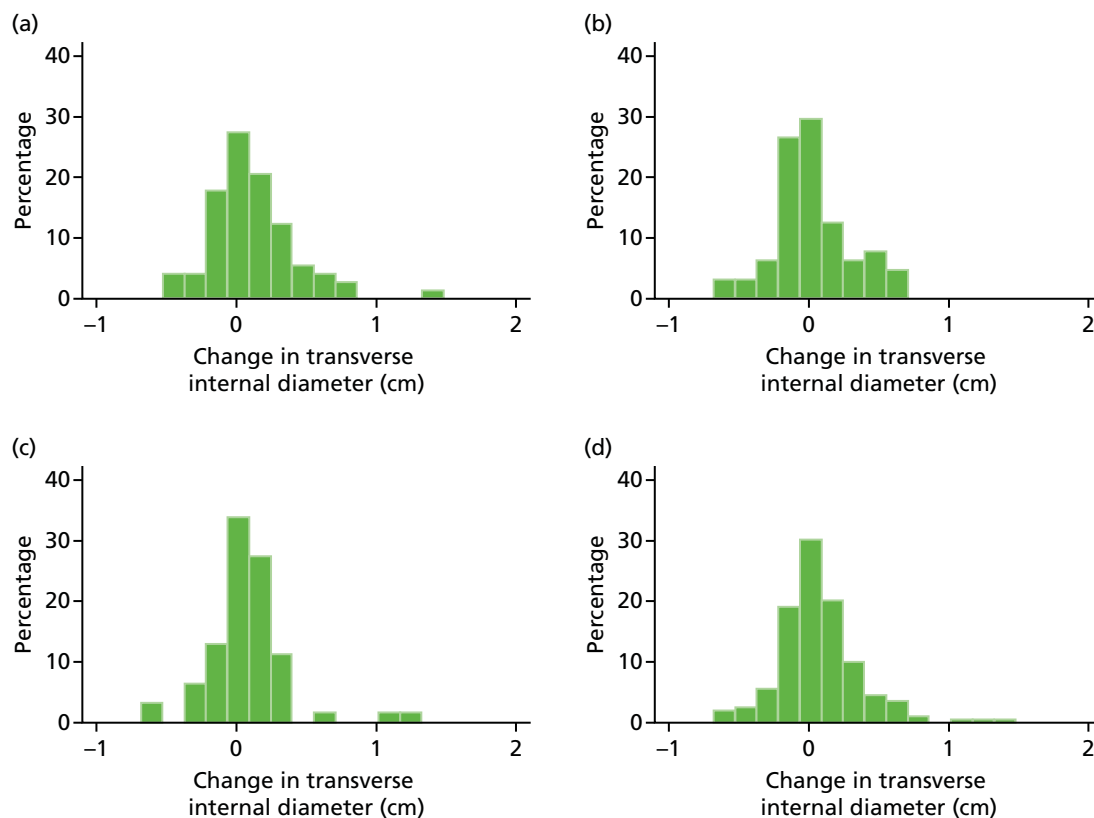 (a)
40
30
20
10
0
Percentage
−1 0 1 2
Change in transverse
internal diameter (cm)
(b)
40
30
20
10
0
Percentage
−1 0 1 2
Change in transverse
internal diameter (cm)
(c)
40
30
20
10
0
Percentage
−1 0 1 2
Change in transverse
internal diameter (cm)
(d)
40
30
20
10
0
Percentage
−1 0 1 2
Change in transverse
internal diameter (cm)